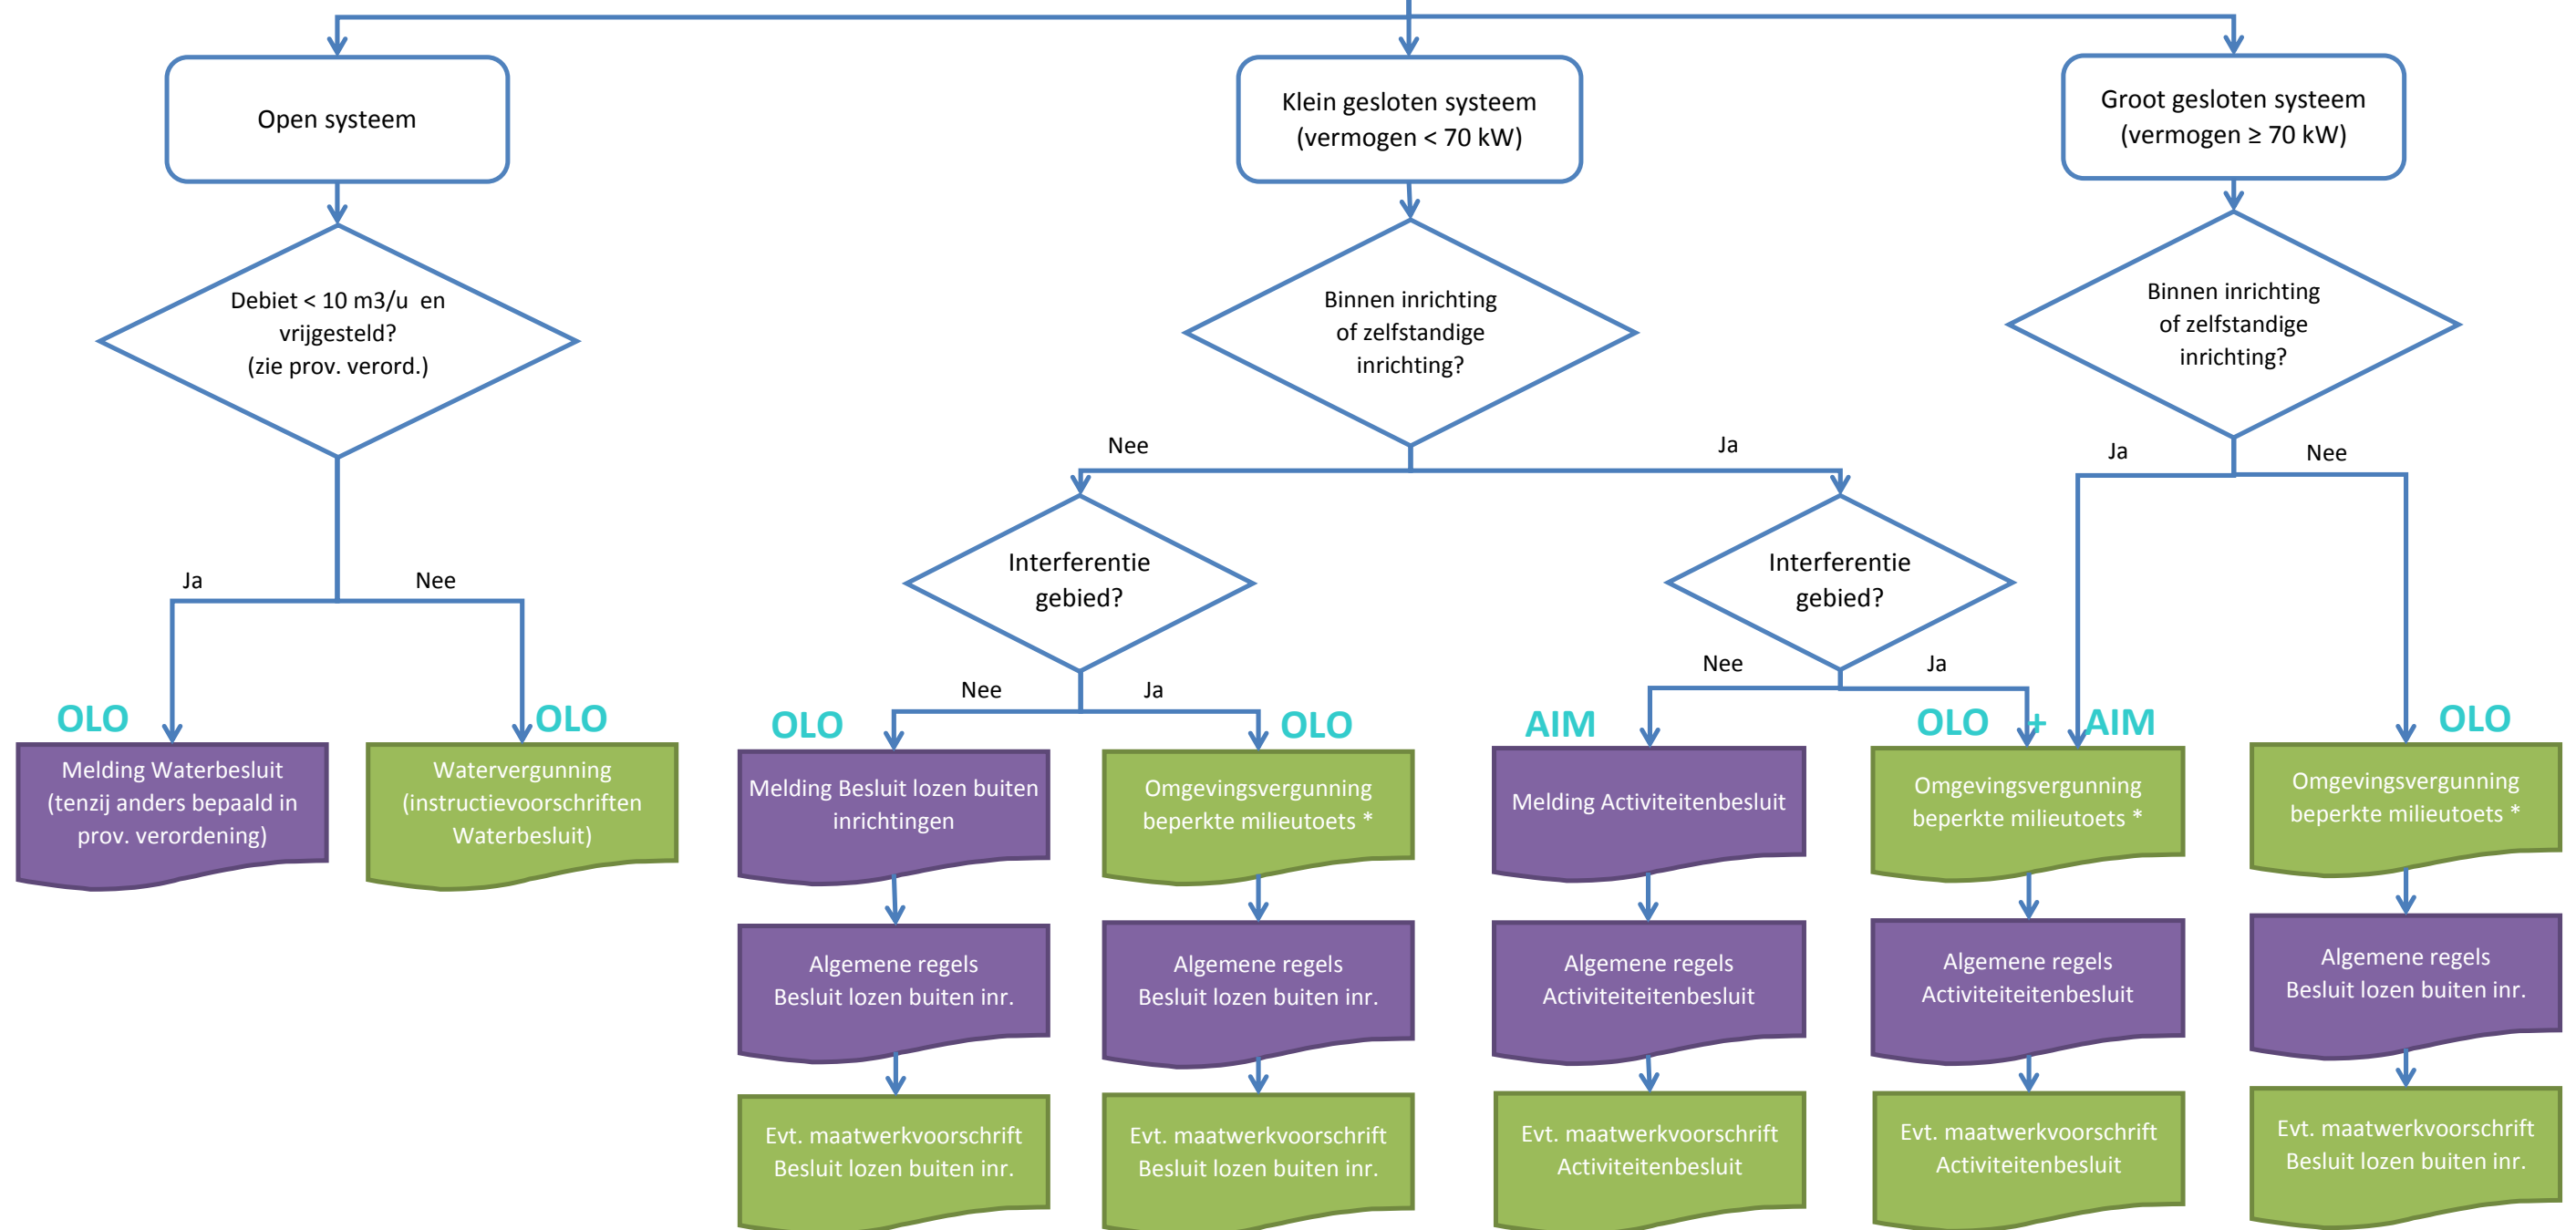 Open systeem
Klein gesloten systeem
(vermogen < 70 kW)
Groot gesloten systeem
(vermogen ≥ 70 kW)
Debiet < 10 m3/u en
vrijgesteld?
(zie prov. verord.)
Binnen inrichting
of zelfstandige
inrichting?
Binnen inrichting
of zelfstandige
inrichting?
Nee
Ja
Ja
Nee
Interferentie
gebied?
Interferentie
gebied?
Ja
Nee
Nee
Ja
Nee
Ja
OLO
OLO
OLO
OLO
AIM
OLO + AIM
OLO
Melding Waterbesluit
(tenzij anders bepaald in
prov. verordening)
Watervergunning
(instructievoorschriften
Waterbesluit)
Melding Besluit lozen buiten
inrichtingen
Omgevingsvergunning
beperkte milieutoets *
Melding Activiteitenbesluit
Omgevingsvergunning
beperkte milieutoets *
Omgevingsvergunning
beperkte milieutoets *
Algemene regels
Besluit lozen buiten inr.
Algemene regels
Besluit lozen buiten inr.
Algemene regels
Activiteiteitenbesluit
Algemene regels
Activiteiteitenbesluit
Algemene regels
Besluit lozen buiten inr.
Evt. maatwerkvoorschrift
Besluit lozen buiten inr.
Evt. maatwerkvoorschrift
Besluit lozen buiten inr.
Evt. maatwerkvoorschrift
Activiteitenbesluit
Evt. maatwerkvoorschrift
Activiteitenbesluit
Evt. maatwerkvoorschrift
Besluit lozen buiten inr.